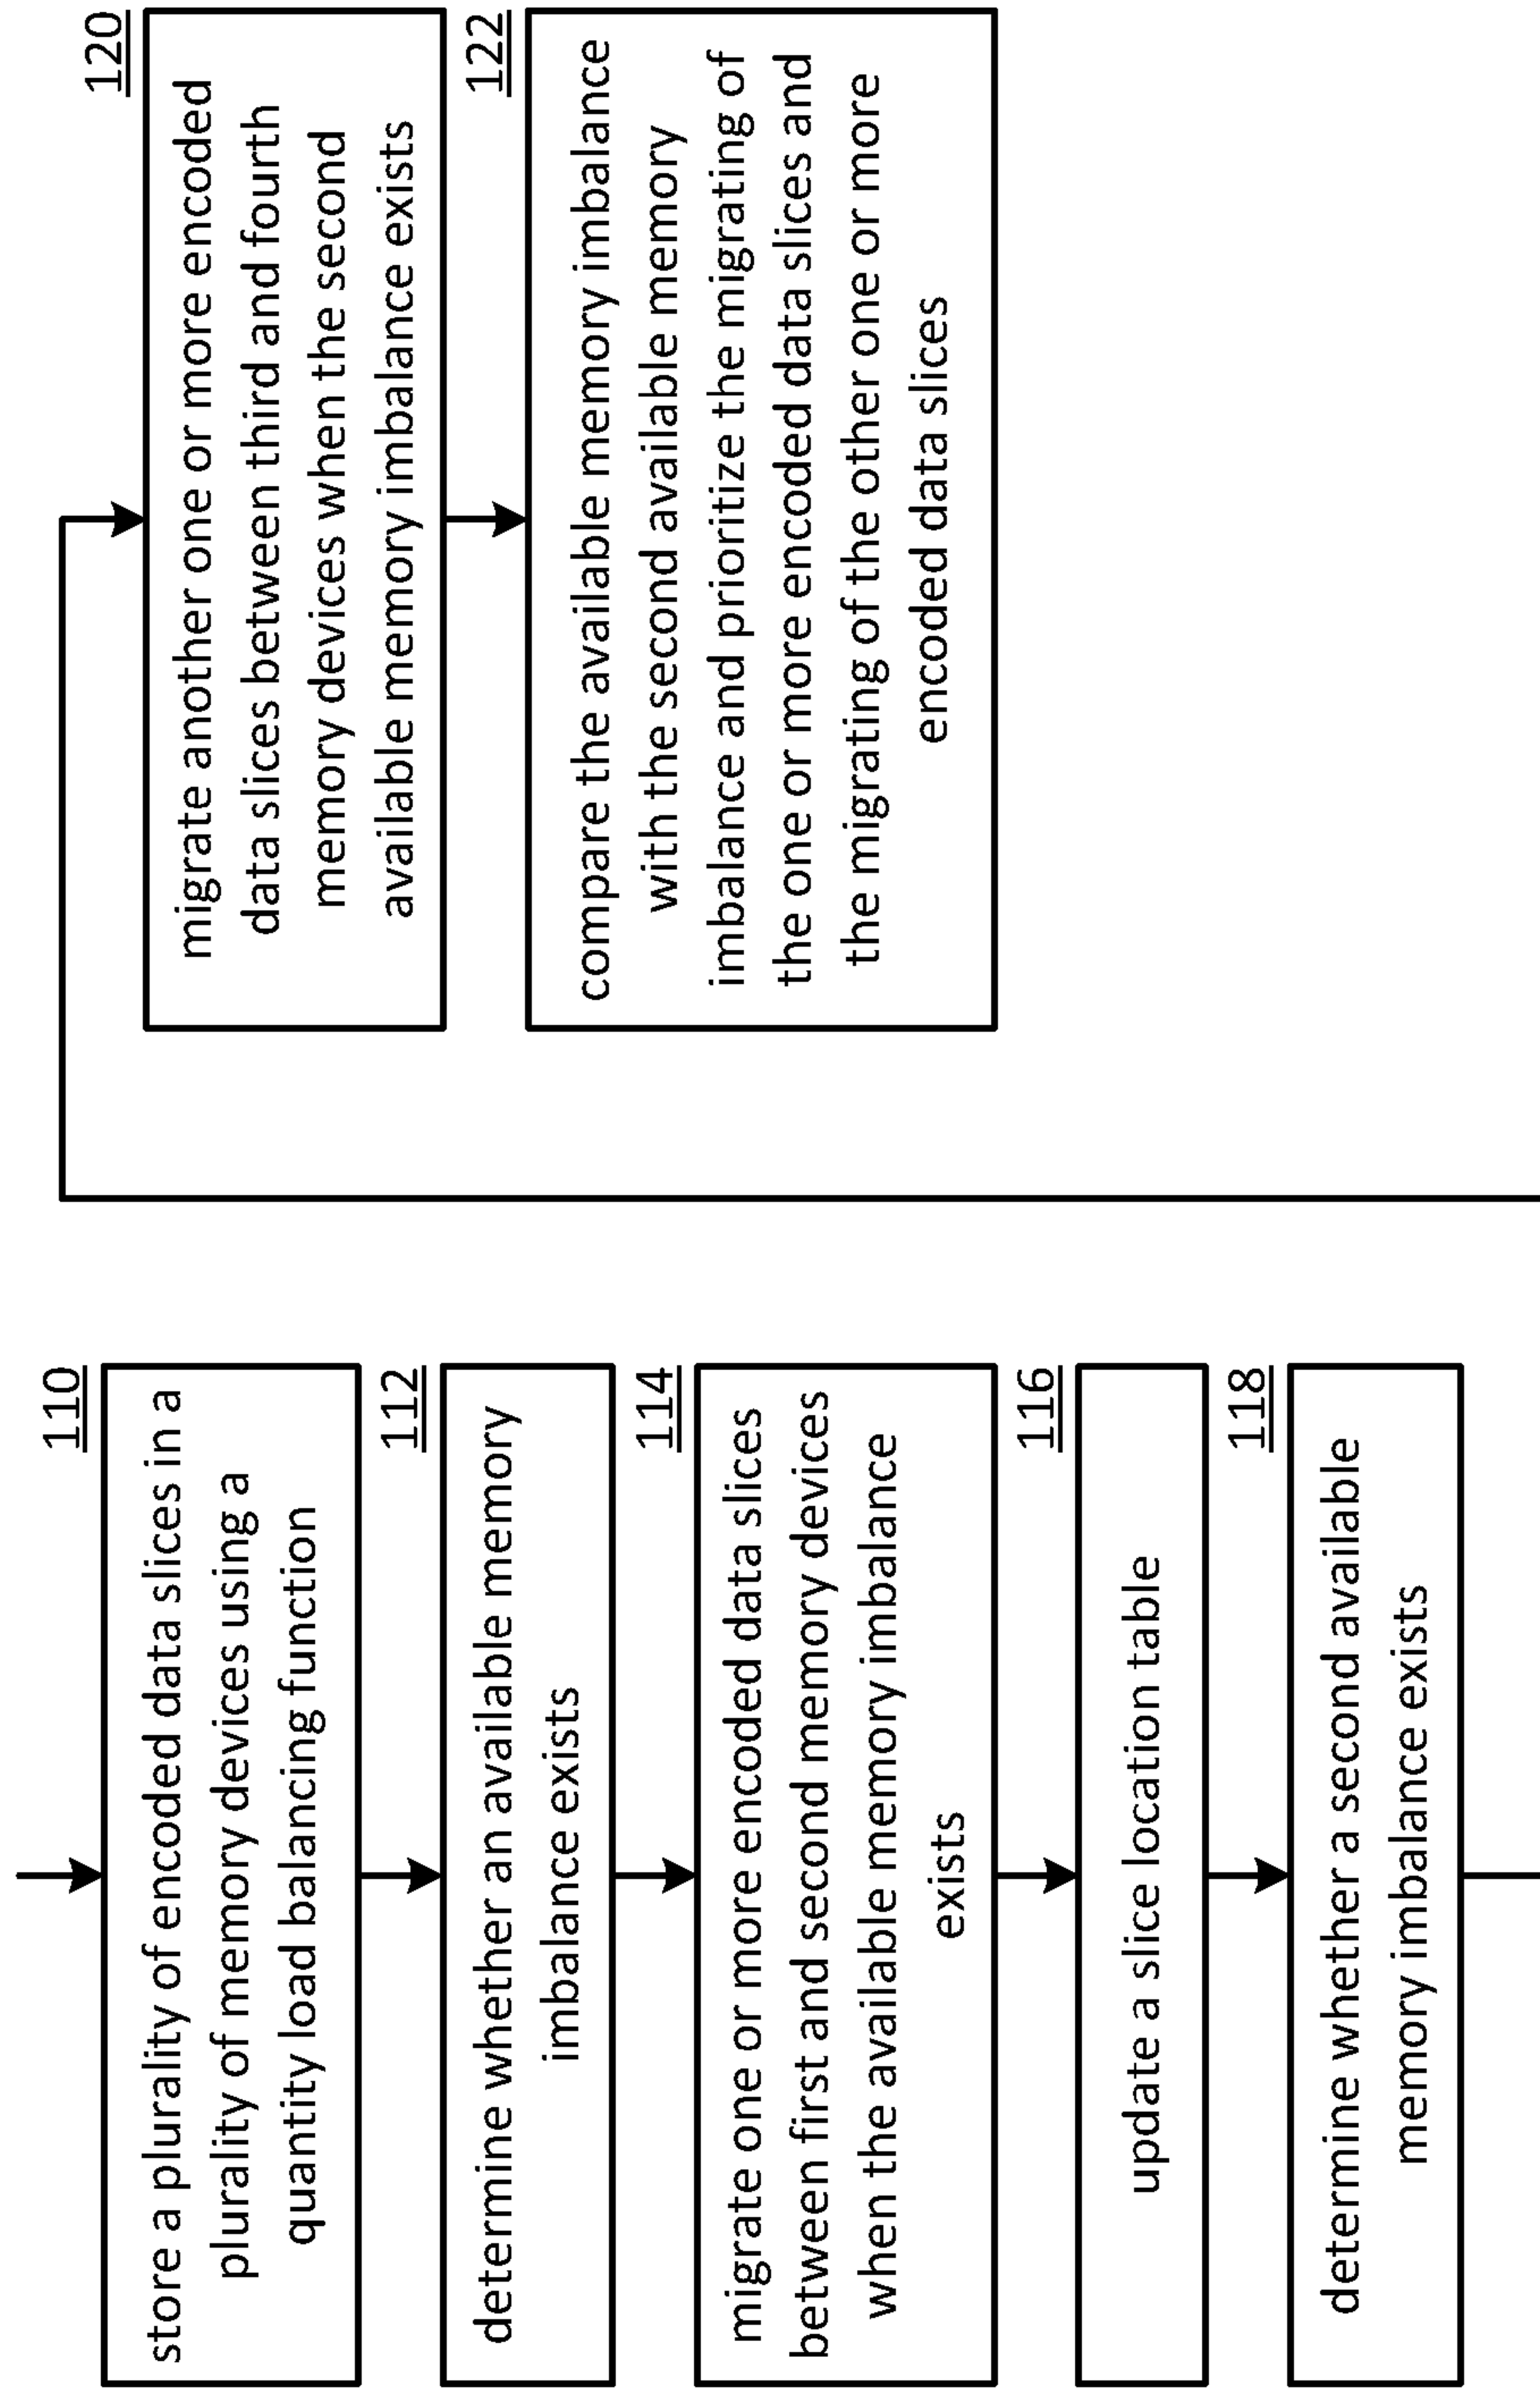 110
store a plurality of encoded data slices in a
plurality of memory devices using a
quantity load balancing function
112
determine whether an available memory
imbalance exists
114
migrate one or more encoded data slices
between first and second memory devices
when the available memory imbalance
exists
116
update a slice location table
118
determine whether a second available
memory imbalance exists
120
migrate another one or more encoded
data slices between third and fourth
memory devices when the second
available memory imbalance exists
122
compare the available memory imbalance
with the second available memory
imbalance and prioritize the migrating of
the one or more encoded data slices and
the migrating of the other one or more
encoded data slices